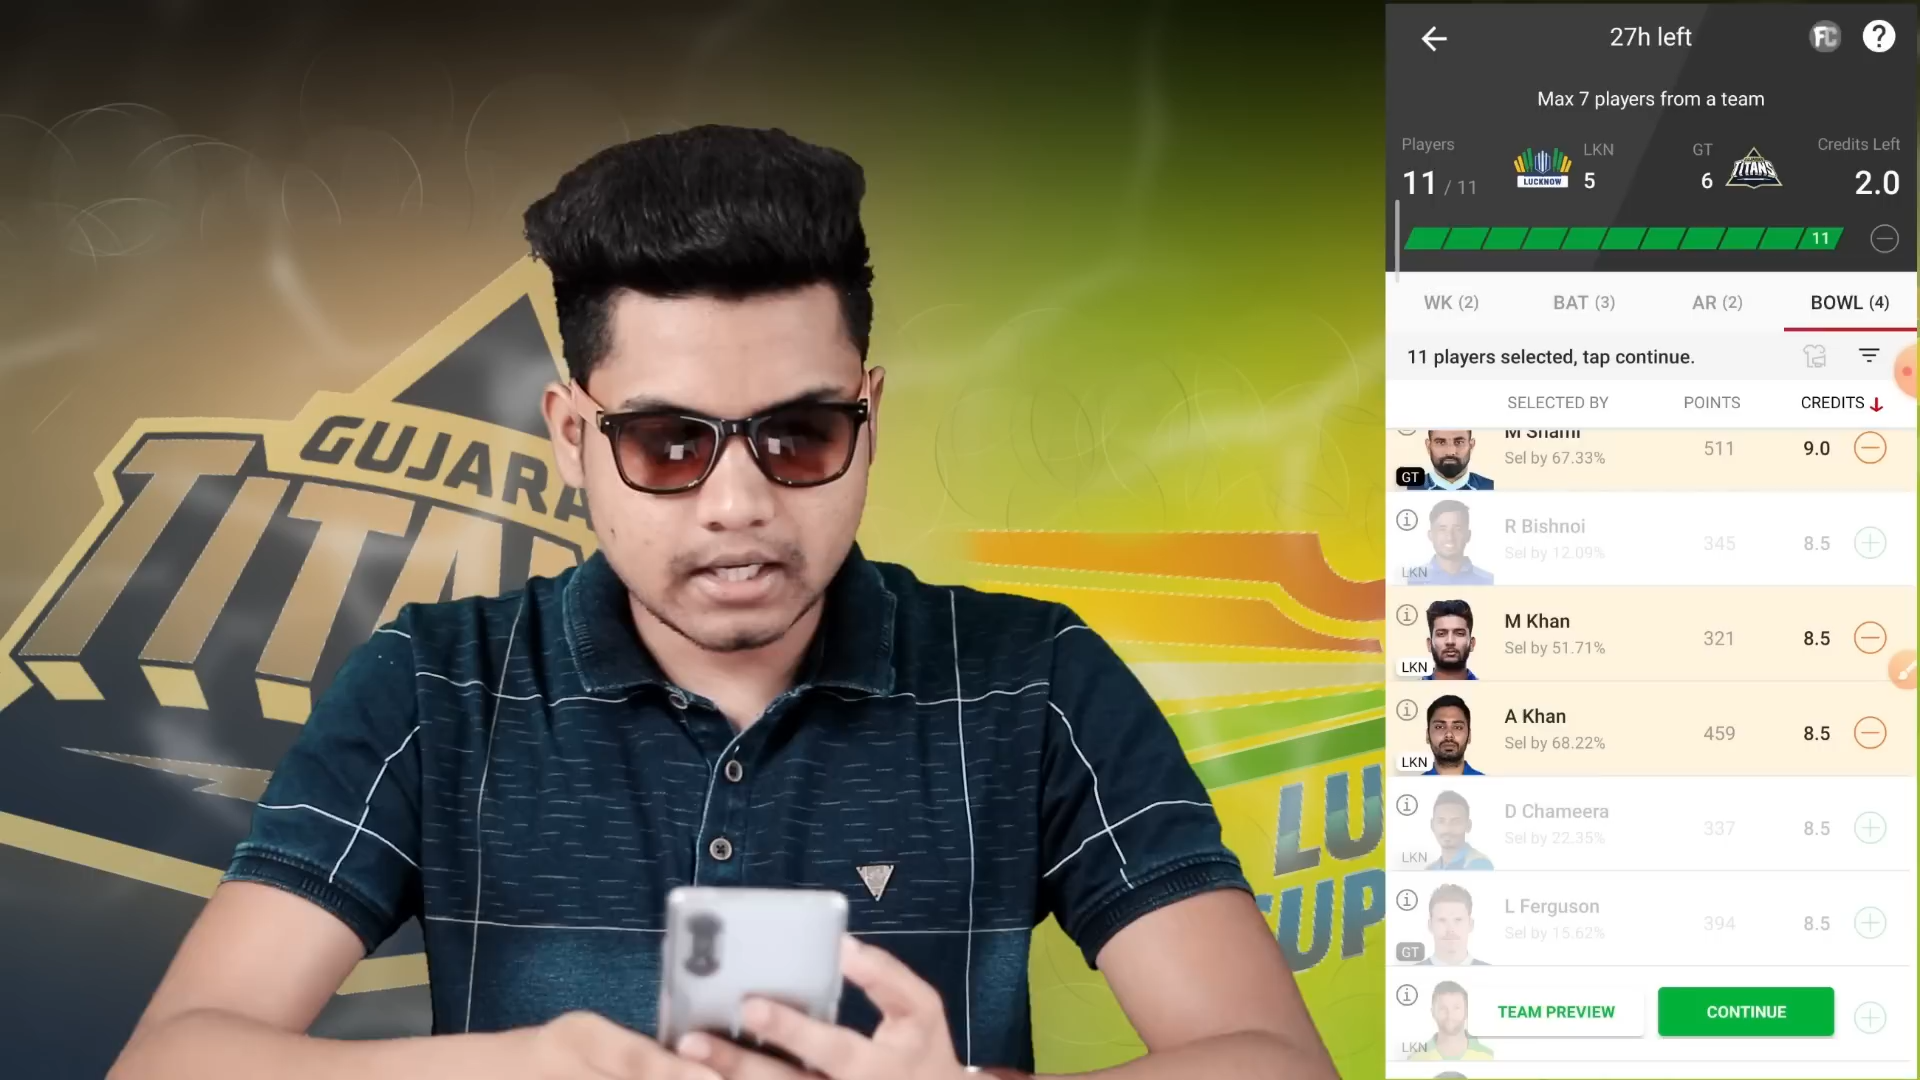 27h left
FC
?
Max 7 players from a team
Players
LKN
GT
Credits Left
11 / 11
LUCKNOW
5
6
TITANS
2.0
11
WK (2)
BAT (3)
AR (2)
BOWL (4)
11 players selected, tap continue.
SELECTED BY
POINTS
CREDITS
M Shami
Sel by 67.33%
511
9.0
GT
R Bishnoi
Sel by 12.09%
345
8.5
LKN
M Khan
Sel by 51.71%
321
8.5
LKN
A Khan
Sel by 68.22%
459
8.5
LKN
D Chameera
Sel by 22.35%
337
8.5
LKN
L Ferguson
Sel by 15.62%
394
8.5
GT
TEAM PREVIEW
CONTINUE
LKN
GUJARA
TITAN
LU
UP